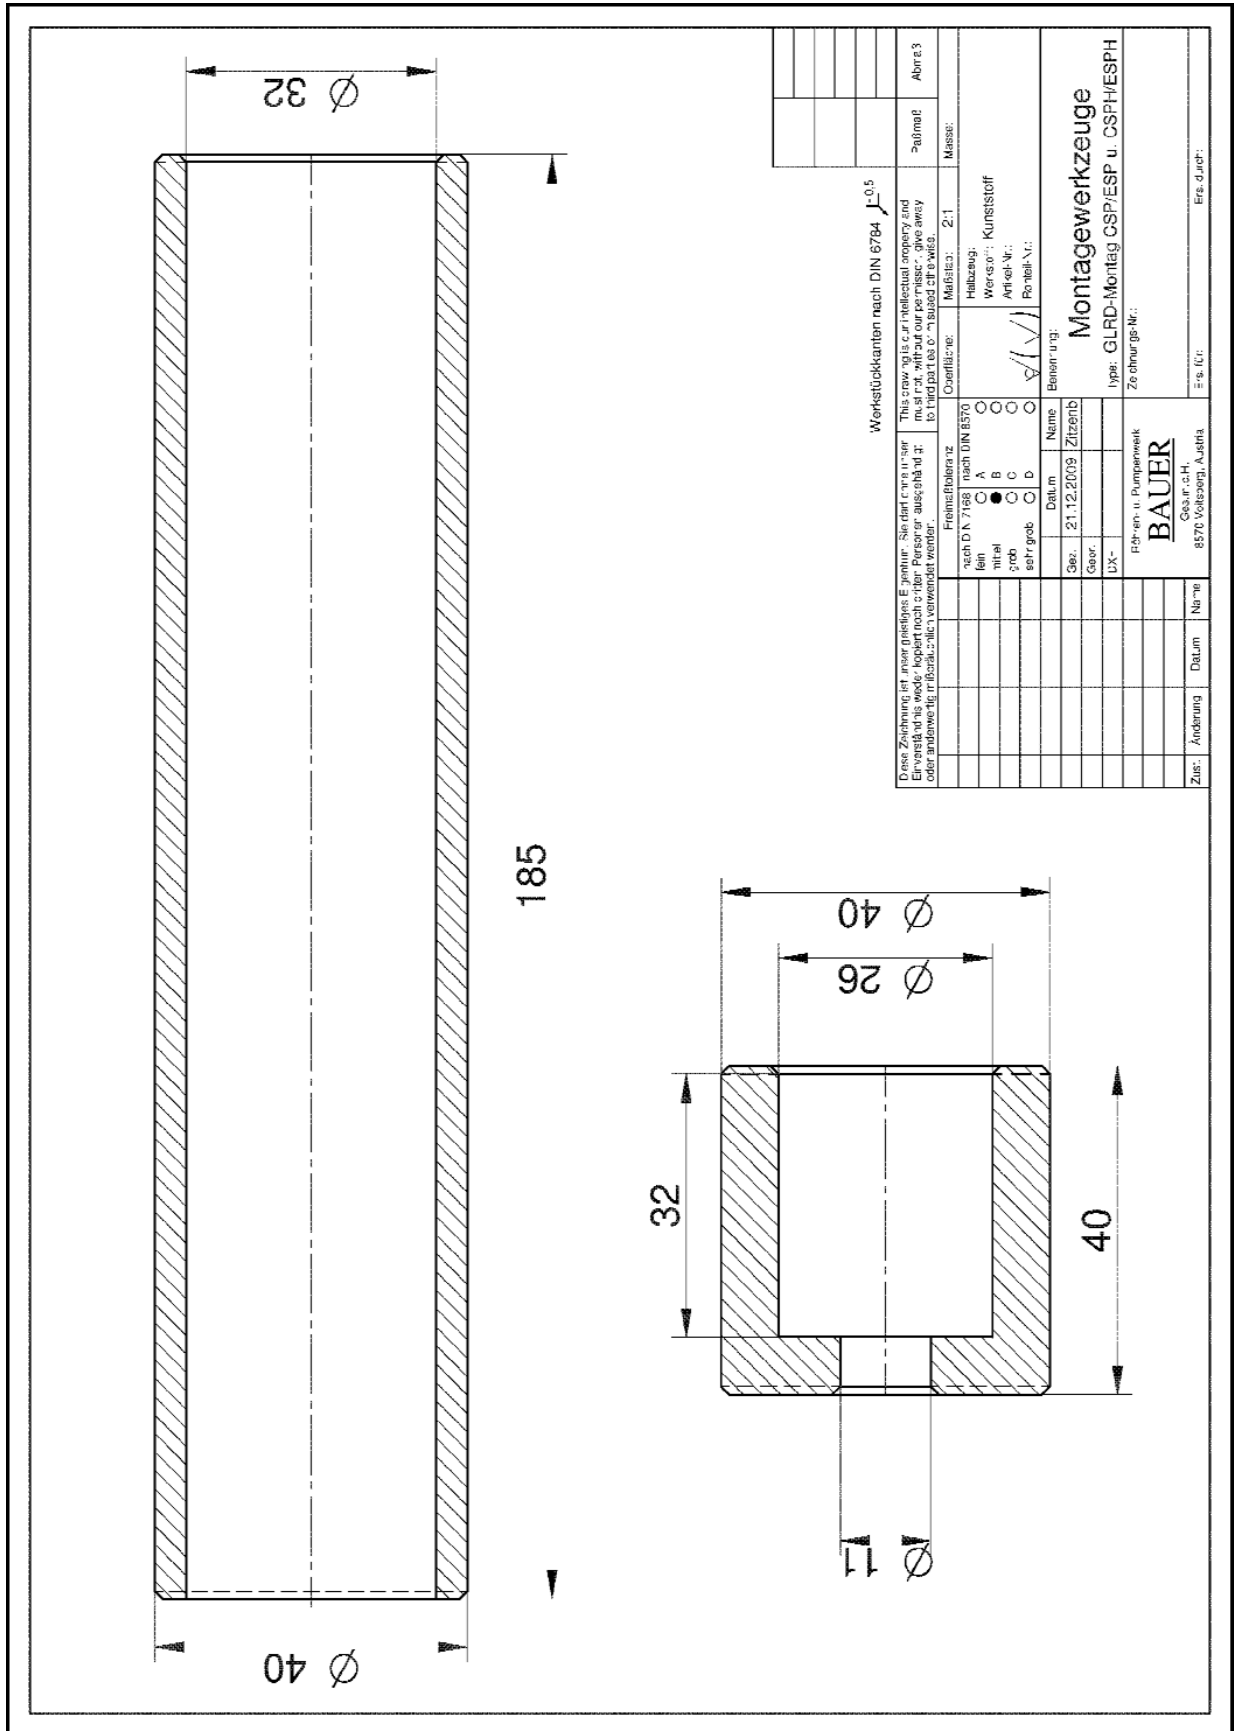 Ø 32
185
Ø 40
Ø 40
Ø 26
32
40
Ø 11
Werkstückkanten nach DIN 6784 -0,5
Paßmaß Abmaß
Diese Zeichnung ist unser geistiges Eigentum. Sie darf ohne unser
Einverständnis weder kopiert noch dritten Personen ausgehändigt
oder anderwertig mißbräuchlich verwendet werden.
This drawing is our intellectual property and
must not, without our permission, give away
to third parties or misused otherwise.
Freimaßtoleranz
nach DIN 7168 nach DIN 8570
fein A
mittel B
grob C
sehr grob D
Oberfläche:
Maßstab: 2:1
Masse:
Halbzeug:
Werkstoff: Kunststoff
Artikel-Nr.:
Rohteil-Nr.:
Datum Name
Gez. 21.12.2009 Zitzenb
Gepr.
Benennung:
Montagewerkzeuge
Type: GLRD-Montag CSP/ESP u. CSPH/ESPH
Röhren- u. Pumpenwerk
BAUER
Ges.m.b.H.
8570 Voitsberg, Austria
Zeichnungs-Nr.:
Zust. Änderung Datum Name
Ers. für:
Ers. durch: